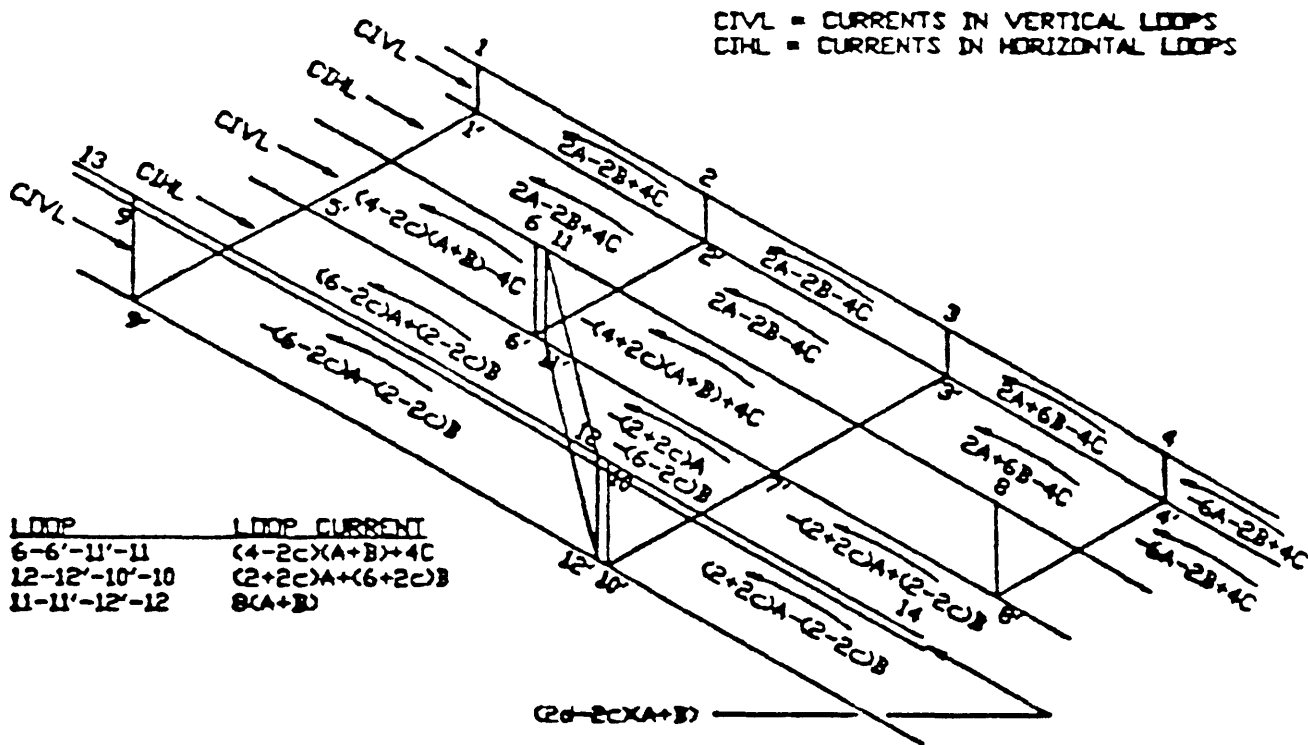 CIVL = CURRENTS IN VERTICAL LOOPS
CIHL = CURRENTS IN HORIZONTAL LOOPS
CIVL
1
CIHL
CIVL
1'
2A-2B+4C
2
13
CIHL
CIVL
9
5'
(4-2c)(A+B)-4C
2A-2B+4C
6 11
2'
2A-2B-4C
3
9'
(6-2c)A+(2-2c)B
6'
11'
-(4+2c)(A+B)+4C
2A-2B-4C
3'
2A+6B-4C
4
-(6-2c)A-(2-2c)B
12
10
-(2+2c)A
-(6-2c)B
7'
2A+6B-4C
8
4'
-6A-2B+4C
-6A-2B+4C
LOOP LOOP CURRENT
6-6'-11'-11 (4-2c)(A+B)+4C
12-12'-10'-10 (2+2c)A+(6+2c)B
11-11'-12'-12 8(A+B)
12' 10'
-(2+2c)A+(2-2c)B
14
8'
(2+2c)A-(2-2c)B
(2d-2c)(A+B)